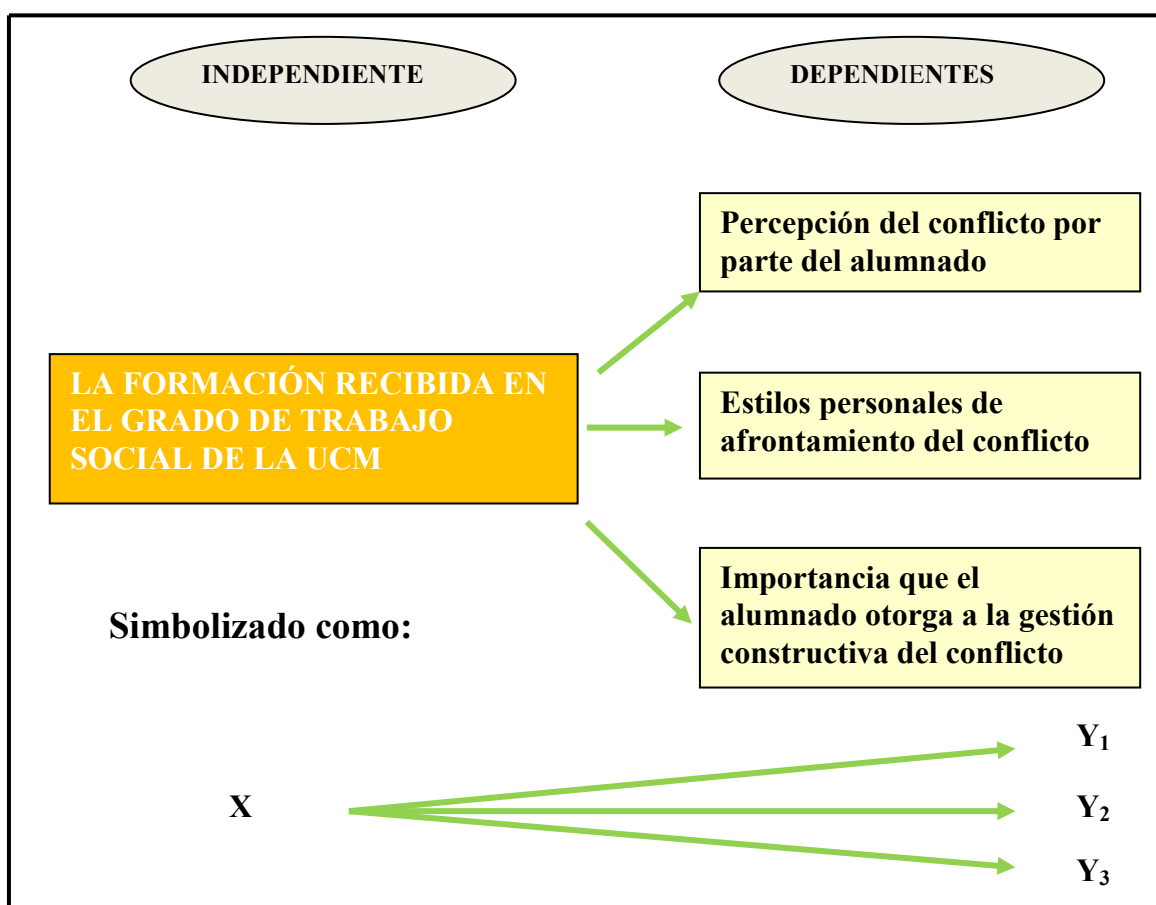 INDEPENDIENTE
DEPENDIENTES
Percepción del conflicto por
parte del alumnado
LA FORMACIÓN RECIBIDA EN
EL GRADO DE TRABAJO
SOCIAL DE LA UCM
Estilos personales de
afrontamiento del conflicto
Importancia que el
alumnado otorga a la gestión
constructiva del conflicto
Simbolizado como:
X
Y₁
Y₂
Y₃